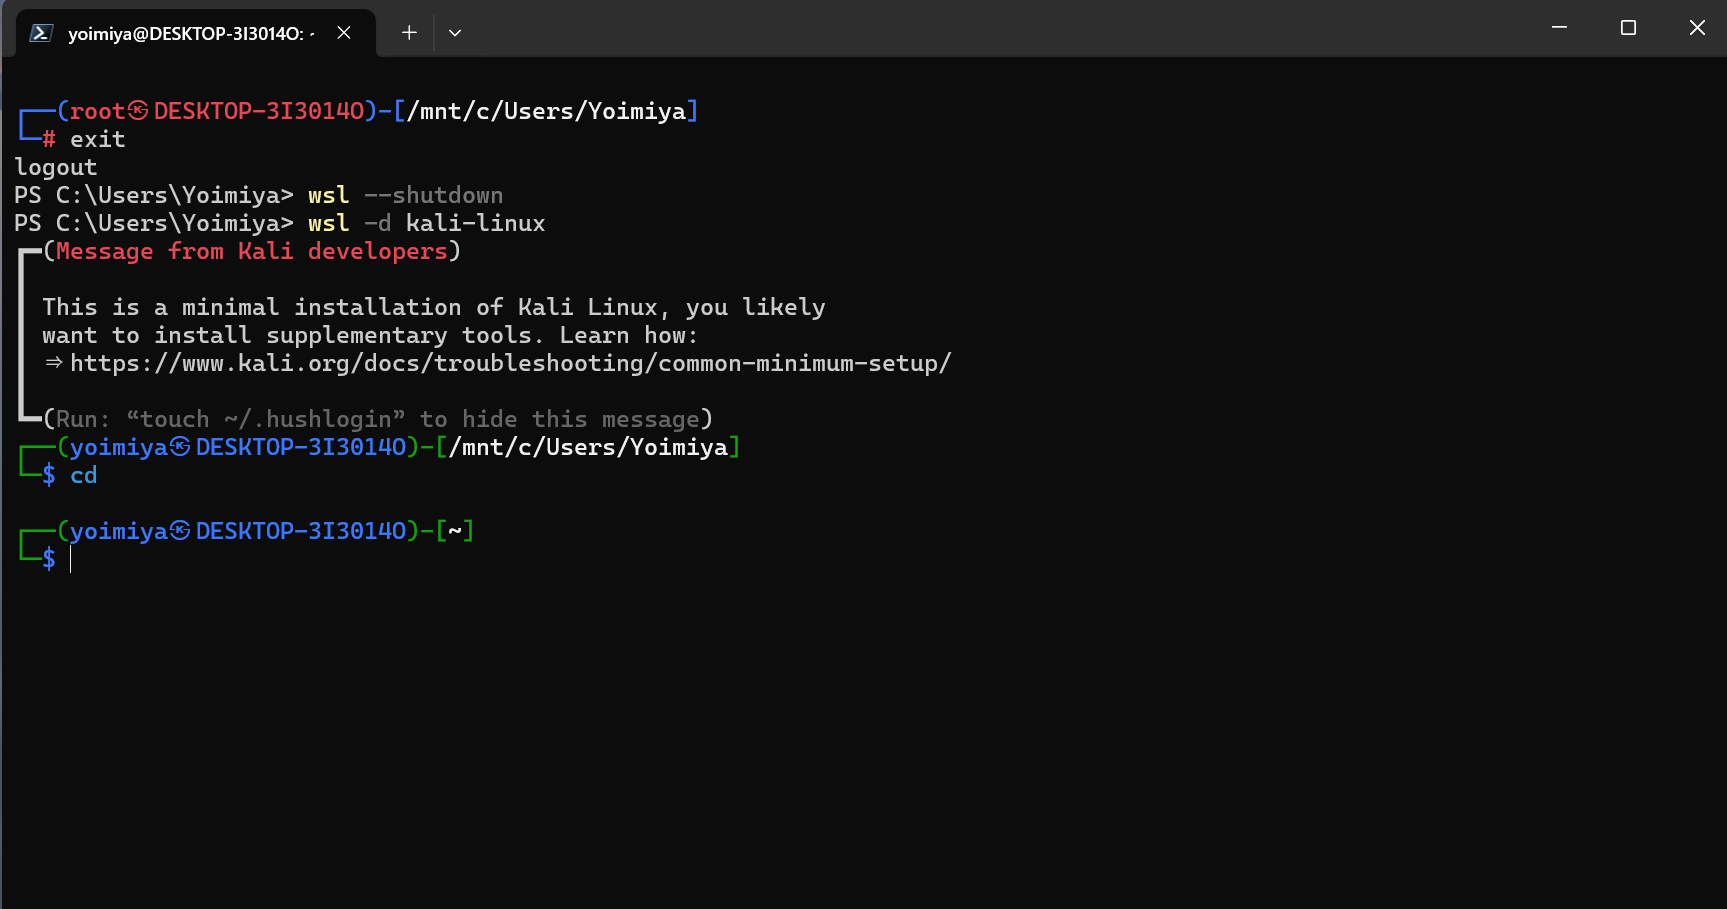 yoimiya@DESKTOP-3I3014O: -
┌──(root㉿DESKTOP-3I3014O)-[/mnt/c/Users/Yoimiya]
└─# exit
logout
PS C:\Users\Yoimiya> wsl --shutdown
PS C:\Users\Yoimiya> wsl -d kali-linux
┏━(Message from Kali developers)
┃ This is a minimal installation of Kali Linux, you likely
┃ want to install supplementary tools. Learn how:
┃ ⇒ https://www.kali.org/docs/troubleshooting/common-minimum-setup/
┗━(Run: “touch ~/.hushlogin” to hide this message)
┌──(yoimiya㉿DESKTOP-3I3014O)-[/mnt/c/Users/Yoimiya]
└─$ cd
┌──(yoimiya㉿DESKTOP-3I3014O)-[~]
└─$